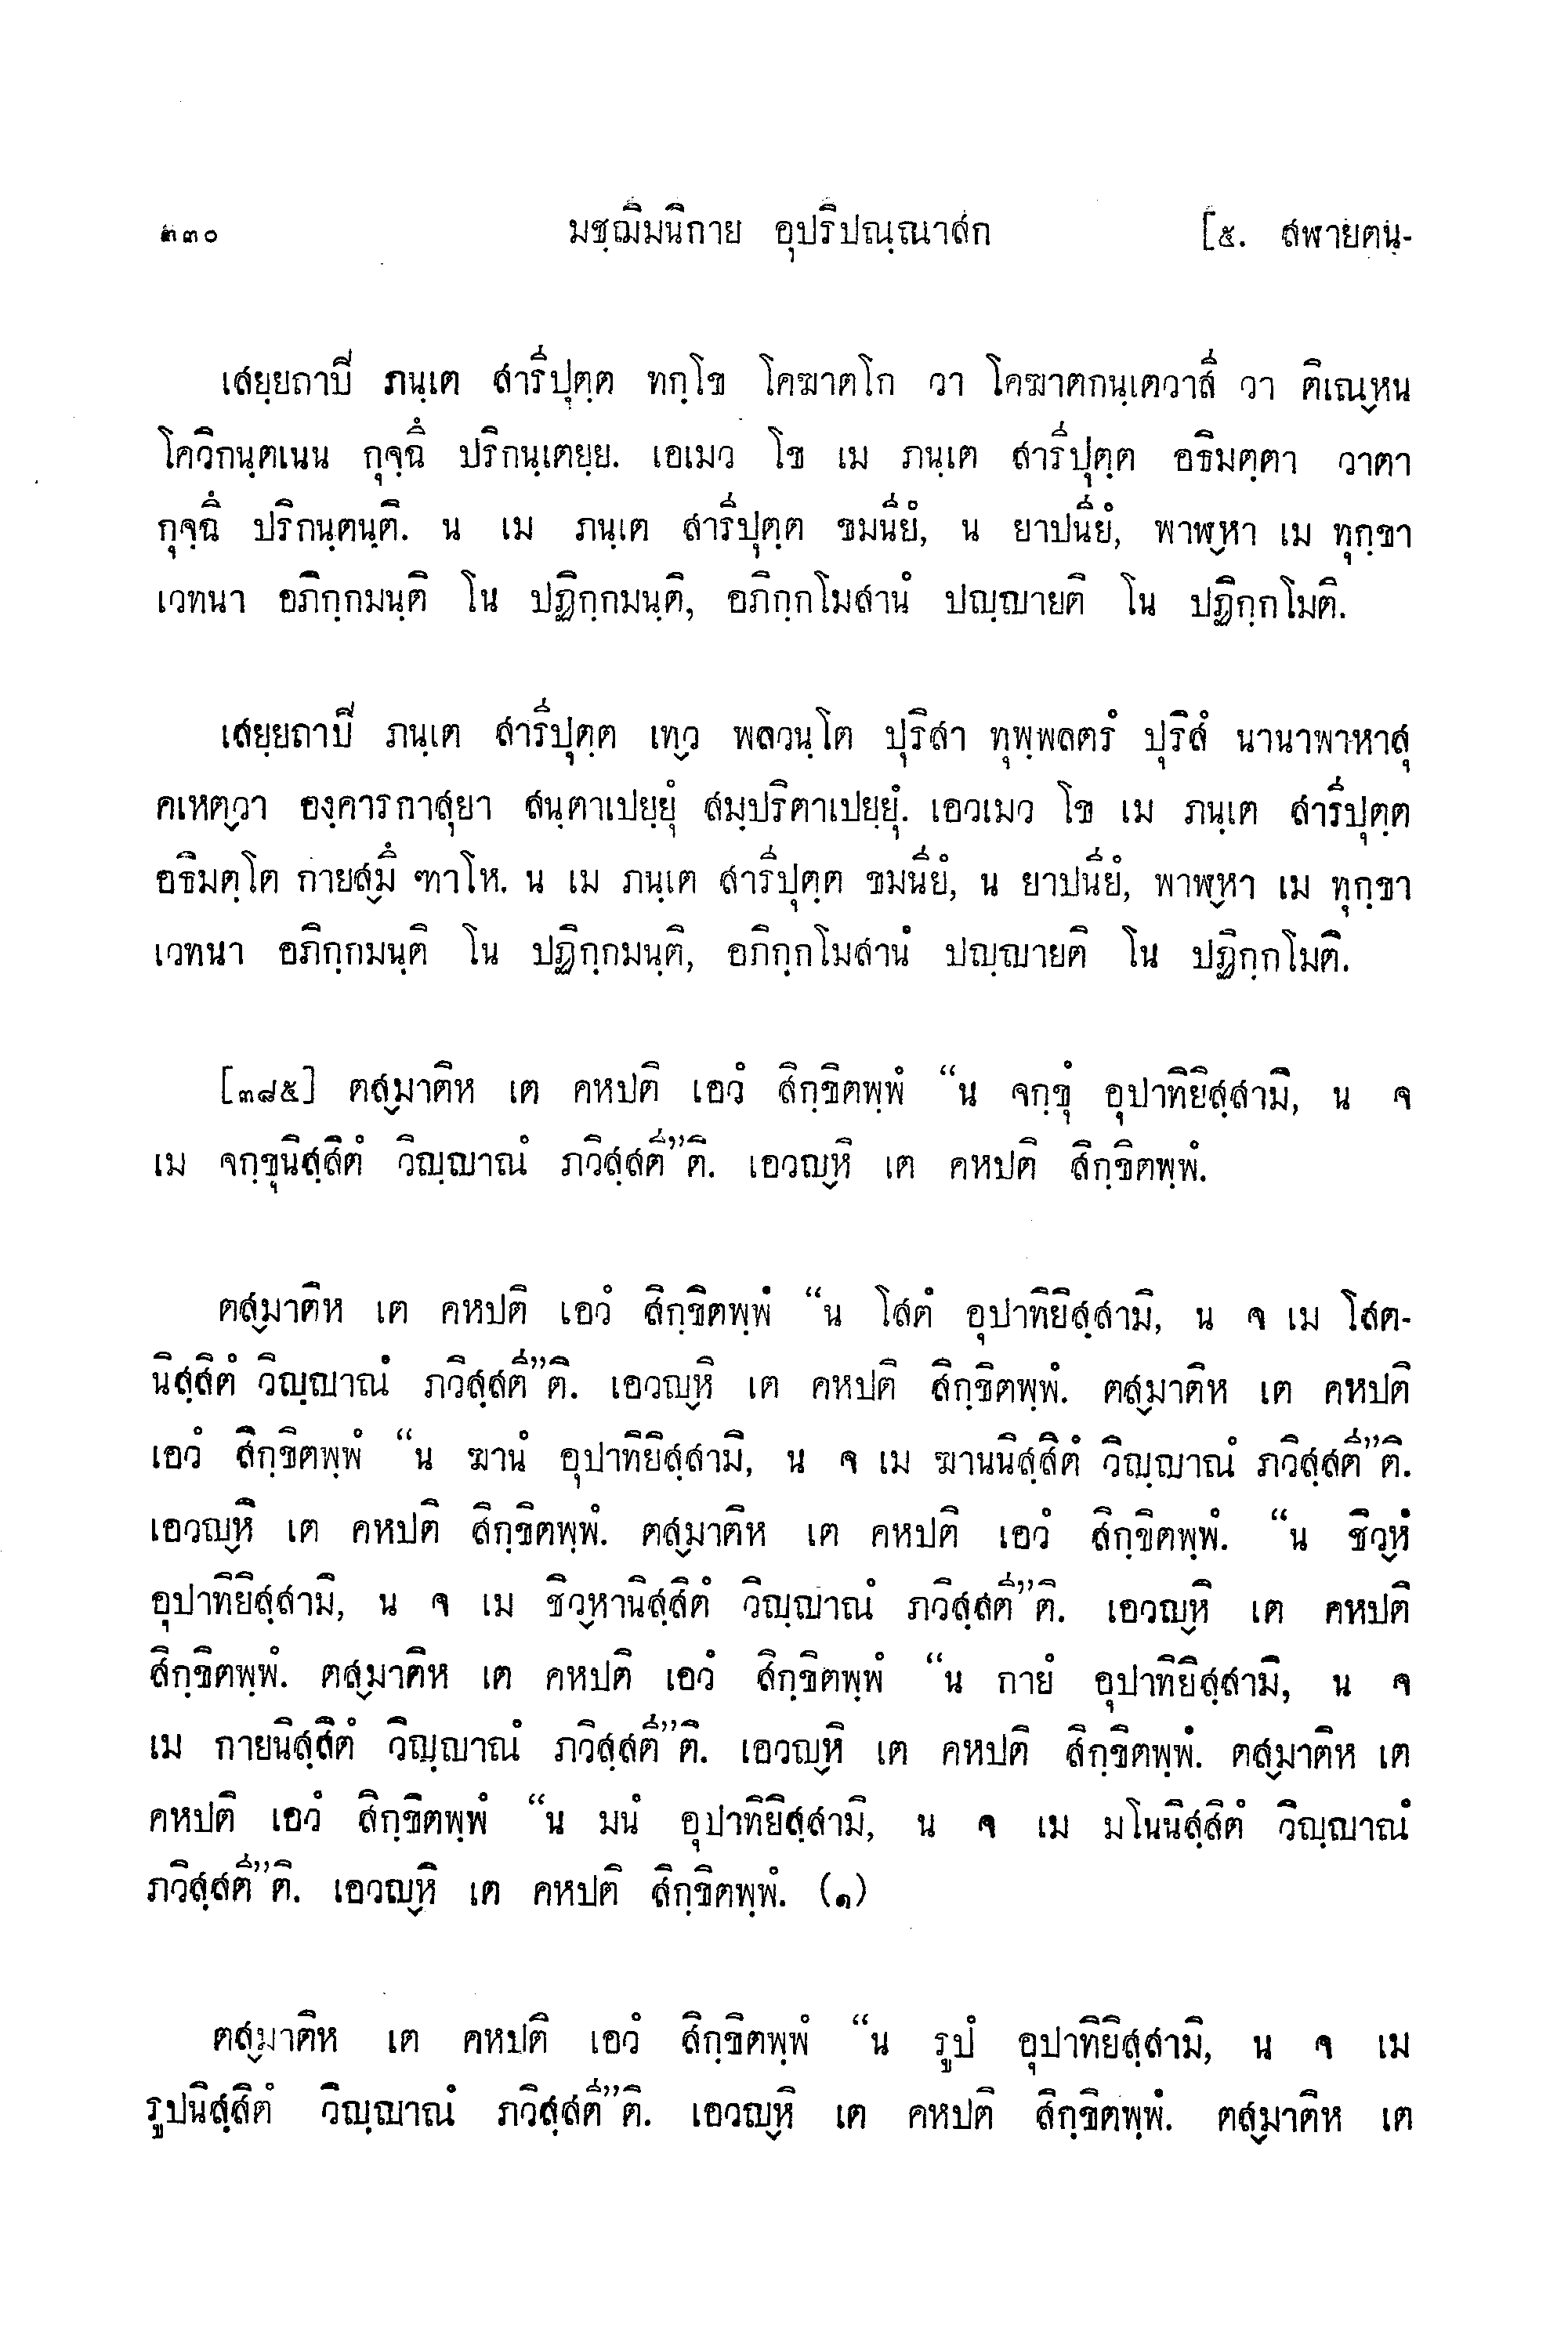 ๓๓๐ มชฺฌิมนิกาย อุปริปณฺณาสก [๕. สฬายตน-
เสยฺยถาปิ ภนฺเต สาริปุตฺต ทกฺโข โคฆาตโก วา โคฆาตกนฺเตวาสี วา ติเณฺหน
โควิกนฺตเนน กุจฺฉึ ปริกนฺเตยฺย. เอเมว โข เม ภนฺเต สาริปุตฺต อธิมตฺตา วาตา
กุจฺฉึ ปริกนฺตนฺติ. น เม ภนฺเต สาริปุตฺต ขมนียํ, น ยาปนียํ, พาฬฺหา เม ทุกฺขา
เวทนา อภิกฺกมนฺติ โน ปฏิกฺกมนฺติ, อภิกฺกโมสานํ ปญฺญายติ โน ปฏิกฺกโมติ.
เสยฺยถาปิ ภนฺเต สาริปุตฺต เทฺว พลวนฺโต ปุริสา ทุพฺพลตรํ ปุริสํ นานาพาหาสุ
คเหตฺวา องฺคารกาสุยา สนฺตาเปยฺยุํ สมฺปริตาเปยฺยุํ. เอวเมว โข เม ภนฺเต สาริปุตฺต
อธิมตฺโต กายสฺมึ ฑาโห. น เม ภนฺเต สาริปุตฺต ขมนียํ, น ยาปนียํ, พาฬฺหา เม ทุกฺขา
เวทนา อภิกฺกมนฺติ โน ปฏิกฺกมนฺติ, อภิกฺกโมสานํ ปญฺญายติ โน ปฏิกฺกโมติ.
[๓๘๕] ตสฺมาติห เต คหปติ เอวํ สิกฺขิตพฺพํ “น จกฺขุํ อุปาทิยิสฺสามิ, น จ
เม จกฺขุนิสฺสิตํ วิญฺญาณํ ภวิสฺสตี”ติ. เอวญฺหิ เต คหปติ สิกฺขิตพฺพํ.
ตสฺมาติห เต คหปติ เอวํ สิกฺขิตพฺพํ “น โสตํ อุปาทิยิสฺสามิ, น จ เม โสต-
นิสฺสิตํ วิญฺญาณํ ภวิสฺสตี”ติ. เอวญฺหิ เต คหปติ สิกฺขิตพฺพํ. ตสฺมาติห เต คหปติ
เอวํ สิกฺขิตพฺพํ “น ฆานํ อุปาทิยิสฺสามิ, น จ เม ฆานนิสฺสิตํ วิญฺญาณํ ภวิสฺสตี”ติ.
เอวญฺหิ เต คหปติ สิกฺขิตพฺพํ. ตสฺมาติห เต คหปติ เอวํ สิกฺขิตพฺพํ. “น ชิวฺหํ
อุปาทิยิสฺสามิ, น จ เม ชิวฺหานิสฺสิตํ วิญฺญาณํ ภวิสฺสตี”ติ. เอวญฺหิ เต คหปติ
สิกฺขิตพฺพํ. ตสฺมาติห เต คหปติ เอวํ สิกฺขิตพฺพํ “น กายํ อุปาทิยิสฺสามิ, น จ
เม กายนิสฺสิตํ วิญฺญาณํ ภวิสฺสตี”ติ. เอวญฺหิ เต คหปติ สิกฺขิตพฺพํ. ตสฺมาติห เต
คหปติ เอวํ สิกฺขิตพฺพํ “น มนํ อุปาทิยิสฺสามิ, น จ เม มโนนิสฺสิตํ วิญฺญาณํ
ภวิสฺสตี”ติ. เอวญฺหิ เต คหปติ สิกฺขิตพฺพํ. (๑)
ตสฺมาติห เต คหปติ เอวํ สิกฺขิตพฺพํ “น รูปํ อุปาทิยิสฺสามิ, น จ เม
รูปนิสฺสิตํ วิญฺญาณํ ภวิสฺสตี”ติ. เอวญฺหิ เต คหปติ สิกฺขิตพฺพํ. ตสฺมาติห เต